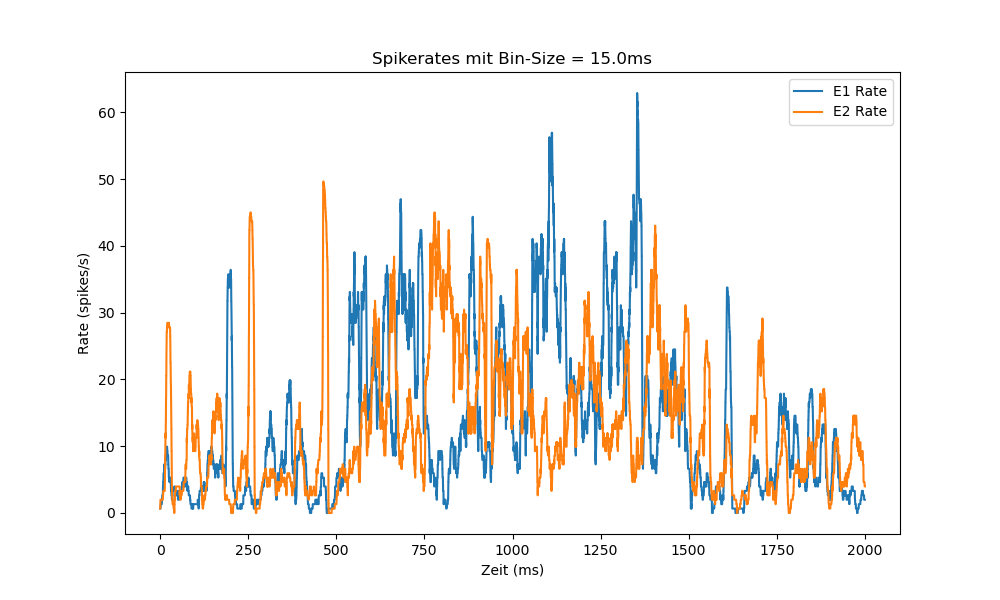 Spikerates mit Bin-Size = 15.0ms
E1 Rate
E2 Rate
Rate (spikes/s)
60
50
40
30
20
10
0
0 250 500 750 1000 1250 1500 1750 2000
Zeit (ms)